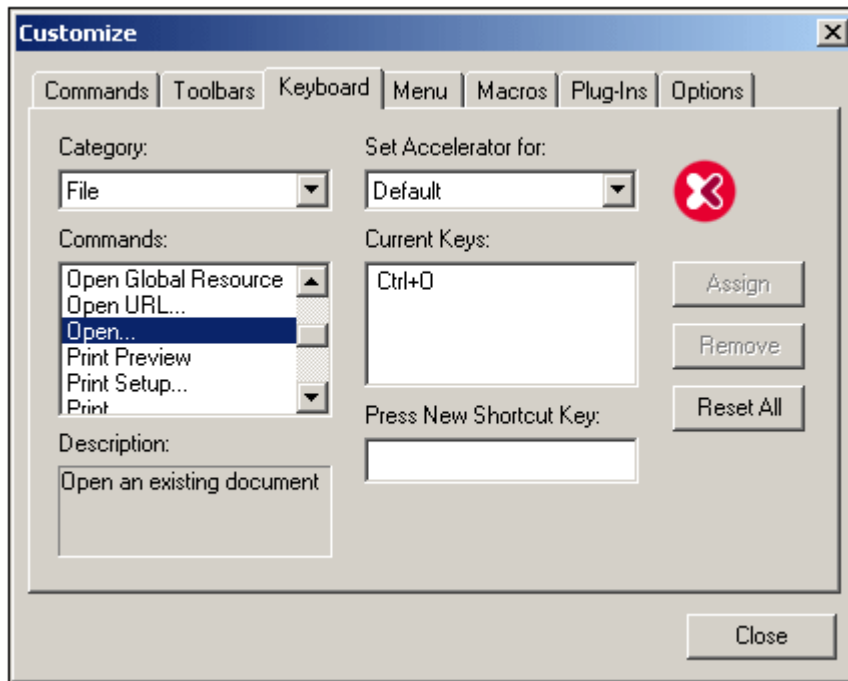 Customize
Commands Toolbars Keyboard Menu Macros Plug-Ins Options
Category:
File
Set Accelerator for:
Default
Commands:
Open Global Resource
Open URL...
Open...
Print Preview
Print Setup...
Print
Current Keys:
Ctrl+O
Assign
Remove
Reset All
Press New Shortcut Key:
Description:
Open an existing document
Close